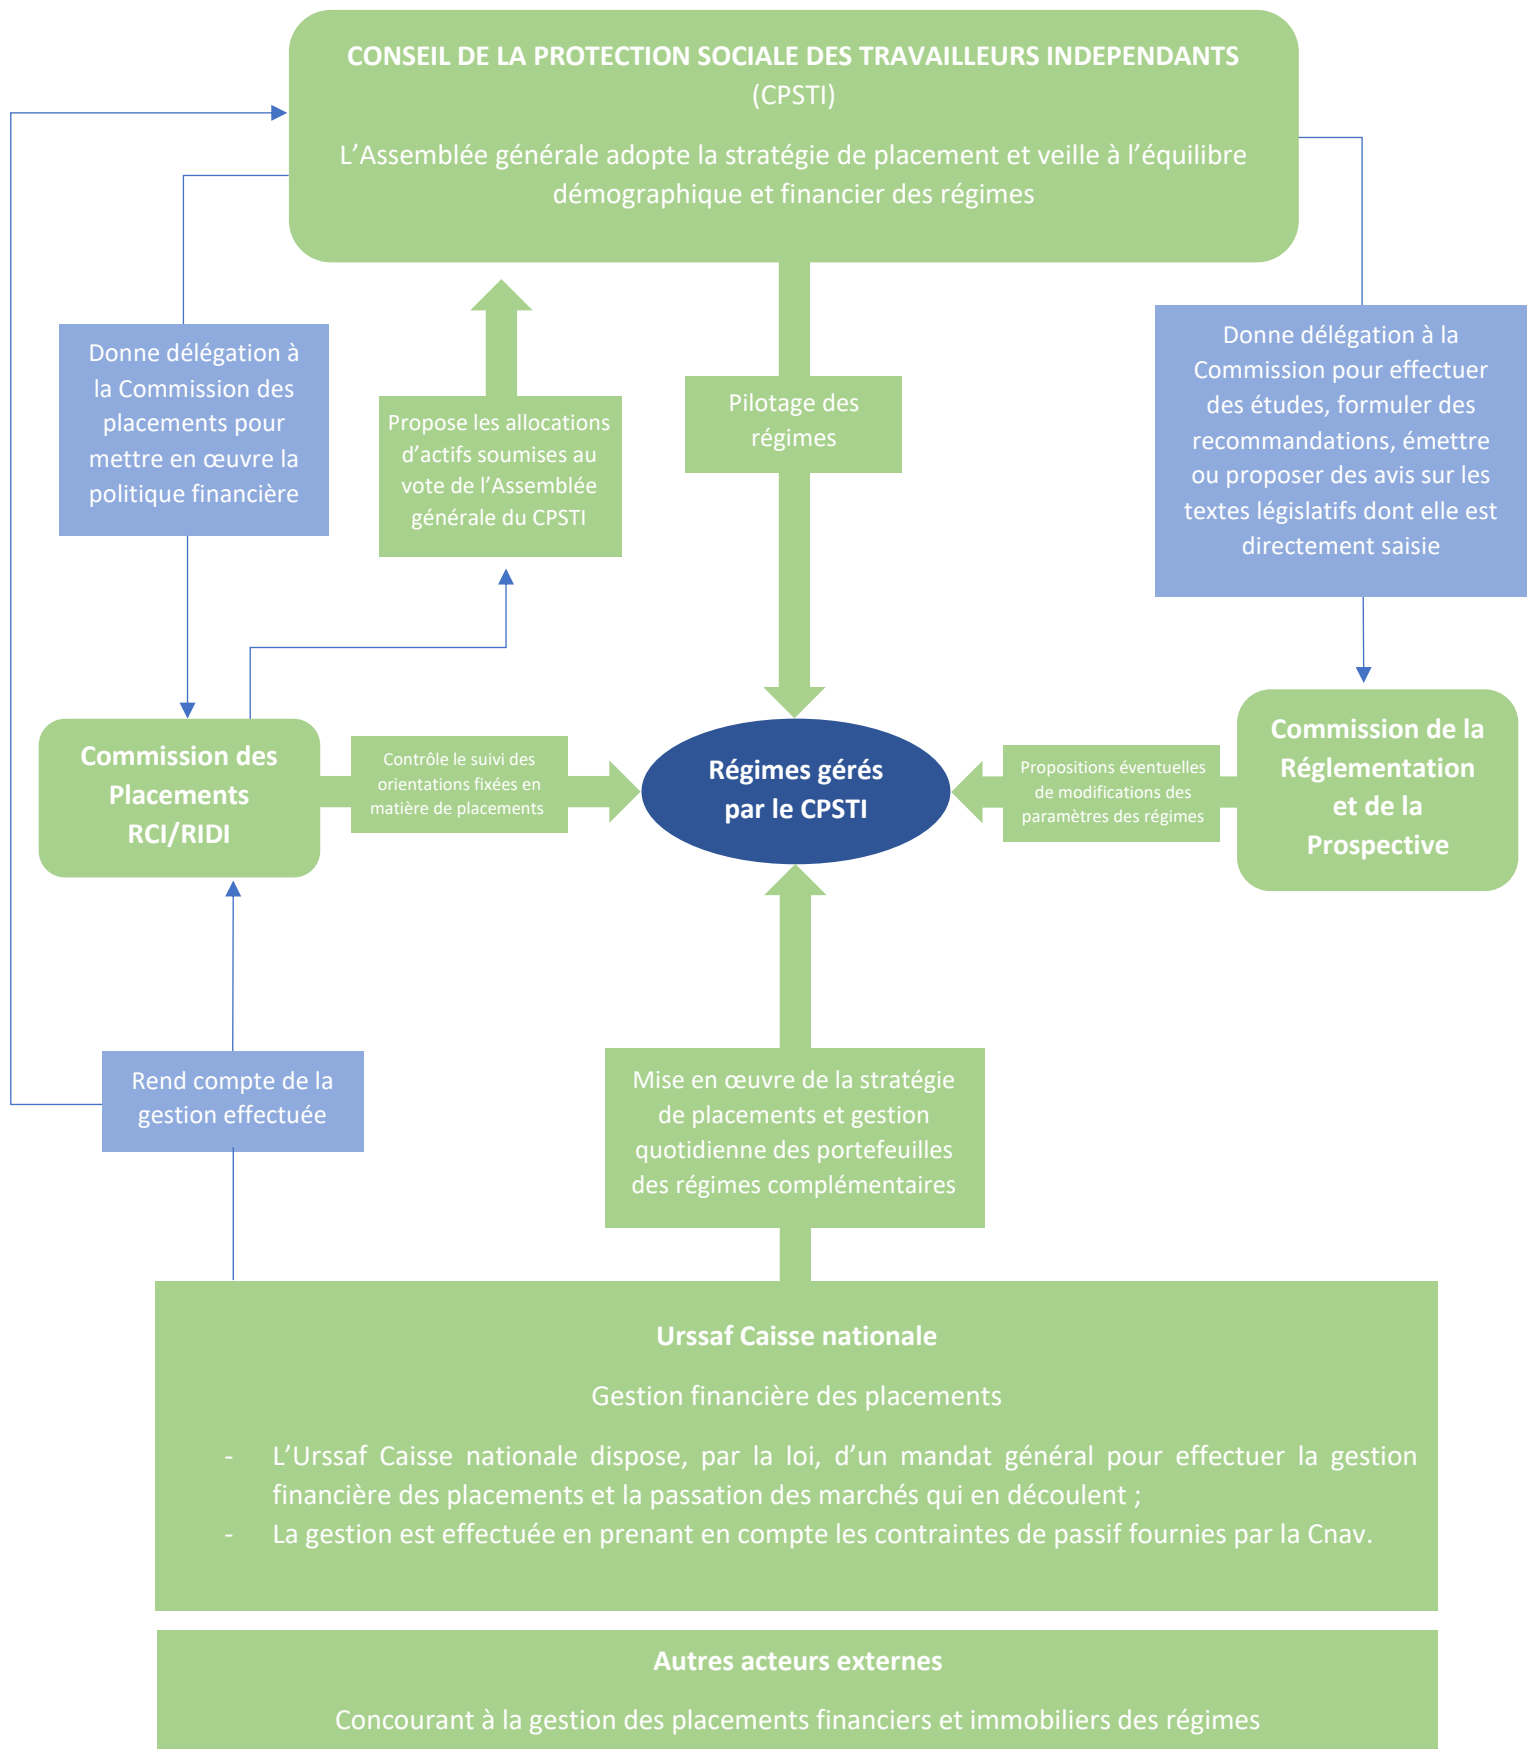 CONSEIL DE LA PROTECTION SOCIALE DES TRAVAILLEURS INDEPENDANTS
(CPSTI)
L’Assemblée générale adopte la stratégie de placement et veille à l’équilibre
démographique et financier des régimes
Donne délégation à
la Commission des
placements pour
mettre en œuvre la
politique financière
Propose les allocations
d’actifs soumises au
vote de l’Assemblée
générale du CPSTI
Pilotage des
régimes
Donne délégation à la
Commission pour effectuer
des études, formuler des
recommandations, émettre
ou proposer des avis sur les
textes législatifs dont elle est
directement saisie
Commission des
Placements
RCI/RIDI
Contrôle le suivi des
orientations fixées en
matière de placements
Régimes gérés
par le CPSTI
Propositions éventuelles
de modifications des
paramètres des régimes
Commission de la
Réglementation
et de la
Prospective
Rend compte de la
gestion effectuée
Mise en œuvre de la stratégie
de placements et gestion
quotidienne des portefeuilles
des régimes complémentaires
Urssaf Caisse nationale
Gestion financière des placements
- L’Urssaf Caisse nationale dispose, par la loi, d’un mandat général pour effectuer la gestion
financière des placements et la passation des marchés qui en découlent ;
- La gestion est effectuée en prenant en compte les contraintes de passif fournies par la Cnav.
Autres acteurs externes
Concourant à la gestion des placements financiers et immobiliers des régimes